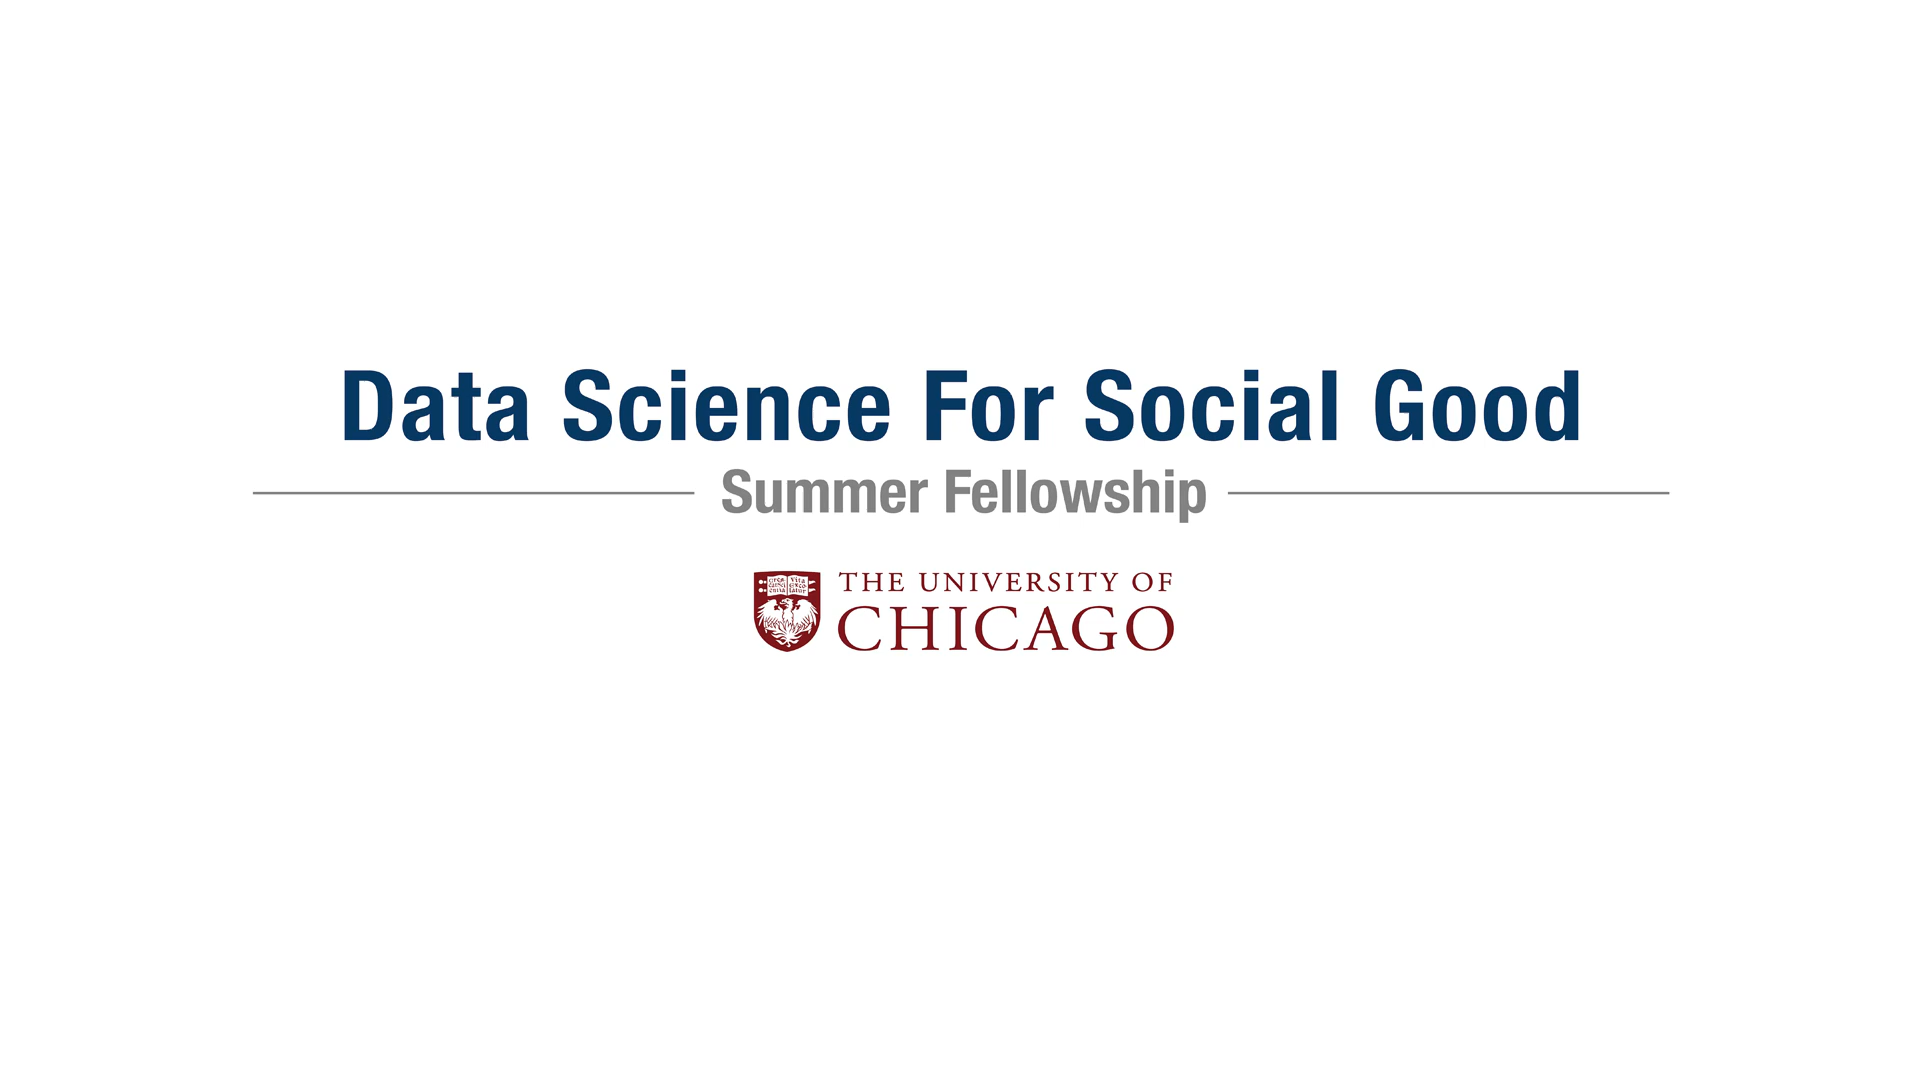 Data Science For Social Good
Summer Fellowship
THE UNIVERSITY OF
CHICAGO